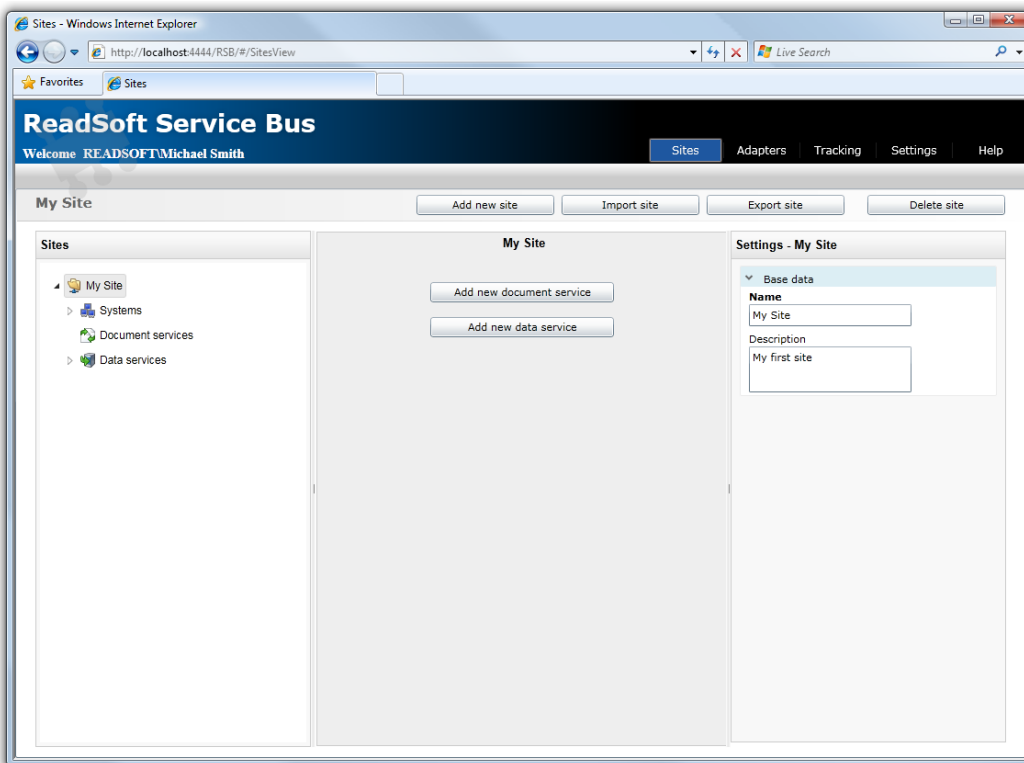 Sites - Windows Internet Explorer
http://localhost:4444/RSB/#/SitesView
Live Search
Favorites
Sites
ReadSoft Service Bus
Welcome READSOFT\Michael Smith
Sites Adapters Tracking Settings Help
My Site
Add new site Import site Export site Delete site
Sites
My Site
Systems
Document services
Data services
My Site
Add new document service
Add new data service
Settings - My Site
Base data
Name
My Site
Description
My first site